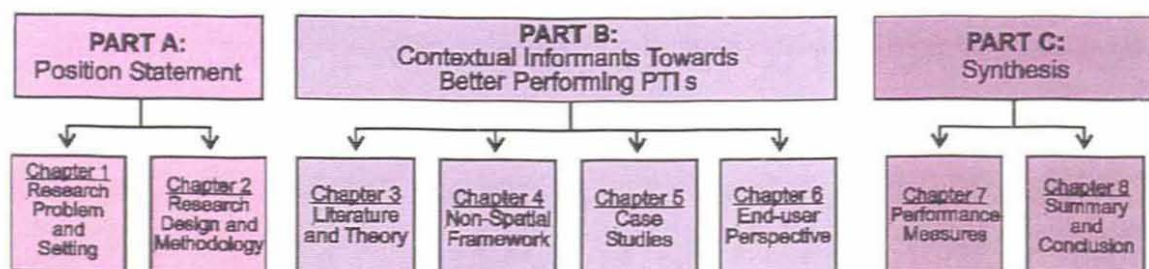 PART A:
Position Statement
PART B:
Contextual Informants Towards
Better Performing PTIs
PART C:
Synthesis
Chapter 1
Research
Problem
and
Setting
Chapter 2
Research
Design and
Methodology
Chapter 3
Literature
and Theory
Chapter 4
Non-Spatial
Framework
Chapter 5
Case
Studies
Chapter 6
End-user
Perspective
Chapter 7
Performance
Measures
Chapter 8
Summary
and
Conclusion